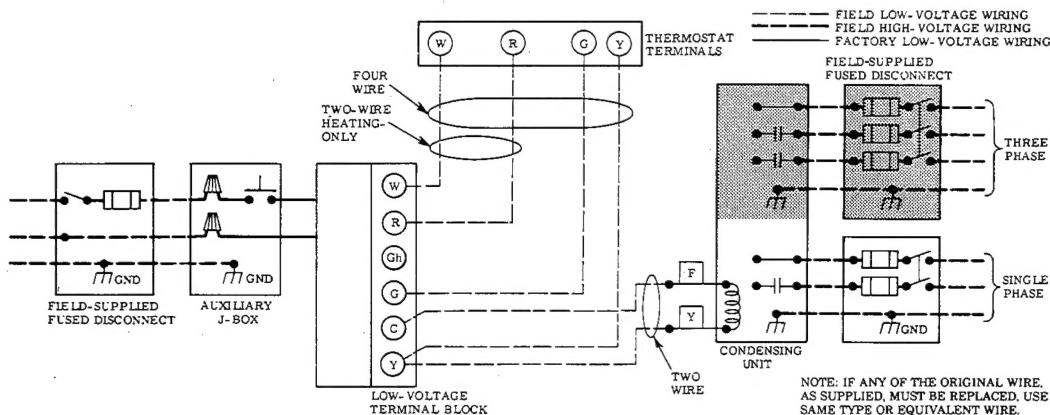 FIELD LOW-VOLTAGE WIRING
FIELD HIGH-VOLTAGE WIRING
FACTORY LOW-VOLTAGE WIRING
W
R
G
Y
THERMOSTAT
TERMINALS
FOUR
WIRE
TWO-WIRE
HEATING-
ONLY
FIELD-SUPPLIED
FUSED DISCONNECT
THREE
PHASE
W
R
Gh
G
C
Y
GND
GND
FIELD-SUPPLIED
FUSED DISCONNECT
AUXILIARY
J-BOX
F
Y
TWO
WIRE
CONDENSING
UNIT
GND
SINGLE
PHASE
LOW-VOLTAGE
TERMINAL BLOCK
NOTE: IF ANY OF THE ORIGINAL WIRE,
AS SUPPLIED, MUST BE REPLACED, USE
SAME TYPE OR EQUIVALENT WIRE.